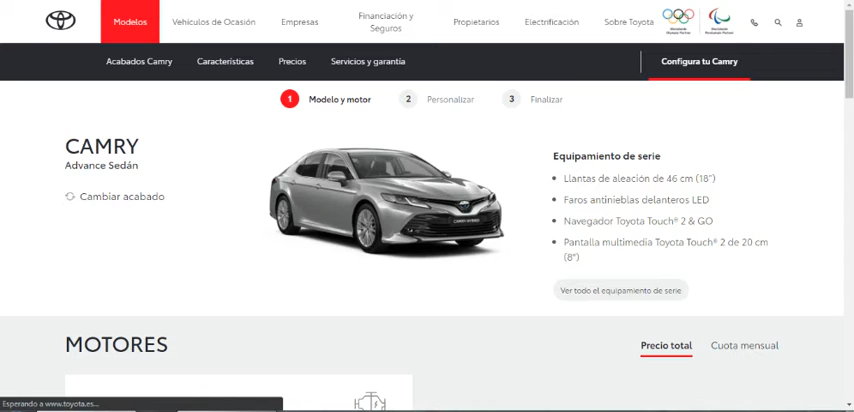 Modelos
Vehículos de Ocasión
Empresas
Financiación y
Seguros
Propietarios
Electrificación
Sobre Toyota
Acabados Camry
Características
Precios
Servicios y garantía
Configura tu Camry
1 Modelo y motor
2 Personalizar
3 Finalizar
CAMRY
Advance Sedán
Cambiar acabado
CAMRY HYBRID
Equipamiento de serie
Llantas de aleación de 46 cm (18")
Faros antiniebla delanteros LED
Navegador Toyota Touch® 2 & GO
Pantalla multimedia Toyota Touch® 2 de 20 cm
(8")
Ver todo el equipamiento de serie
MOTORES
Precio total
Cuota mensual
Esperando a www.toyota.es...